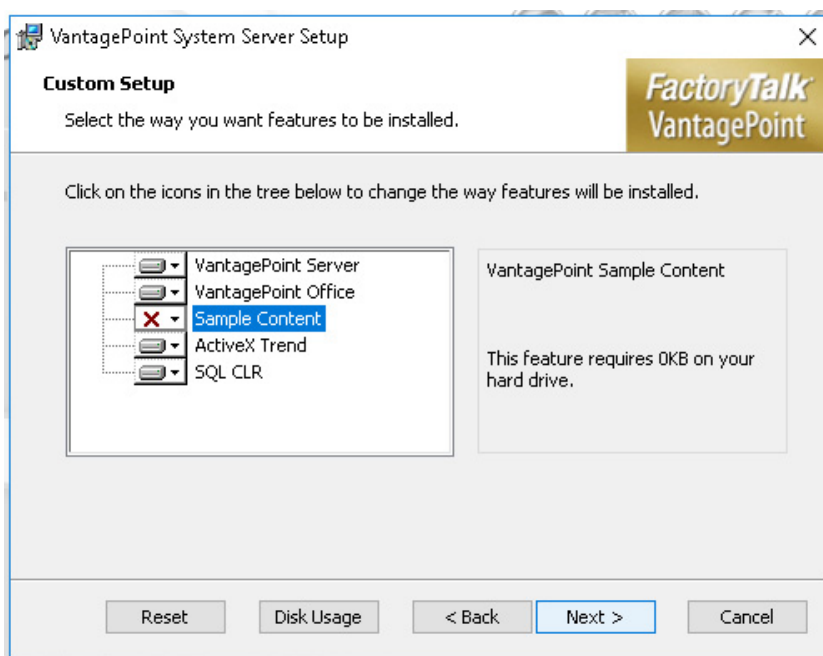 VantagePoint System Server Setup
Custom Setup
Select the way you want features to be installed.
FactoryTalk
VantagePoint
Click on the icons in the tree below to change the way features will be installed.
VantagePoint Server
VantagePoint Office
Sample Content
ActiveX Trend
SQL CLR
VantagePoint Sample Content
This feature requires 0KB on your
hard drive.
Reset
Disk Usage
< Back
Next >
Cancel